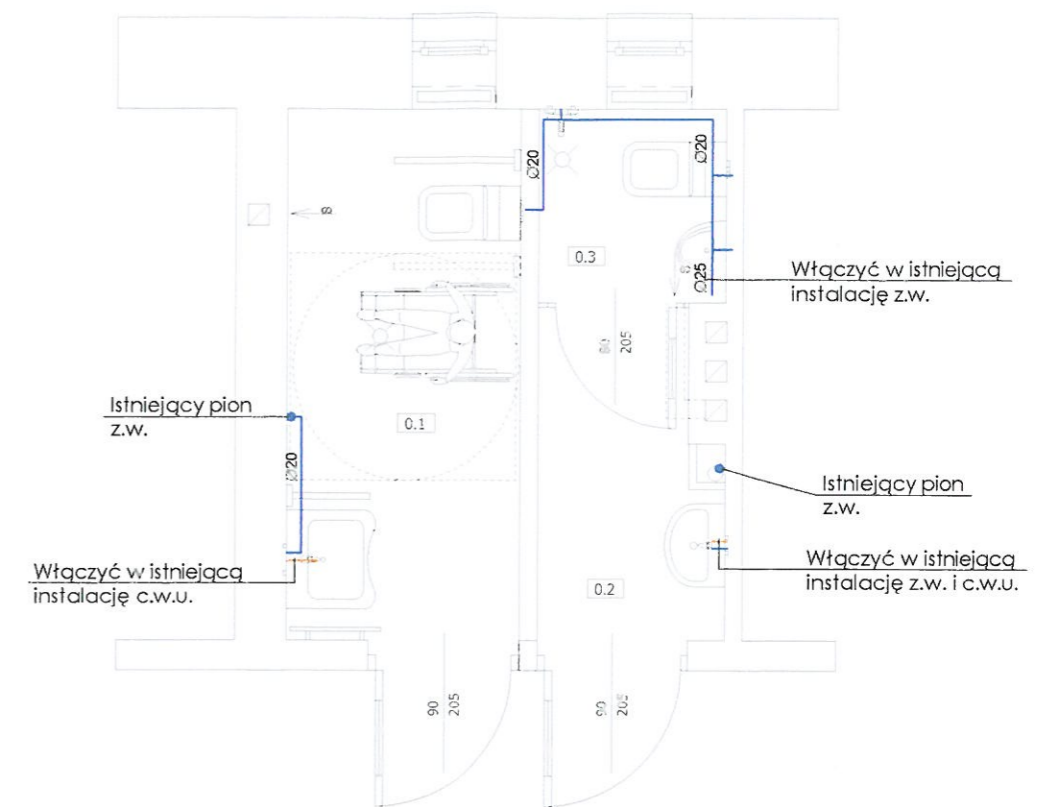 Ø20
Ø20
0.3
Ø25
Włączyć w istniejącą
instalację z.w.
80
205
Istniejący pion
z.w.
0.1
Ø20
Istniejący pion
z.w.
Włączyć w istniejącą
instalację c.w.u.
0.2
Włączyć w istniejącą
instalację z.w. i c.w.u.
90
205
90
205